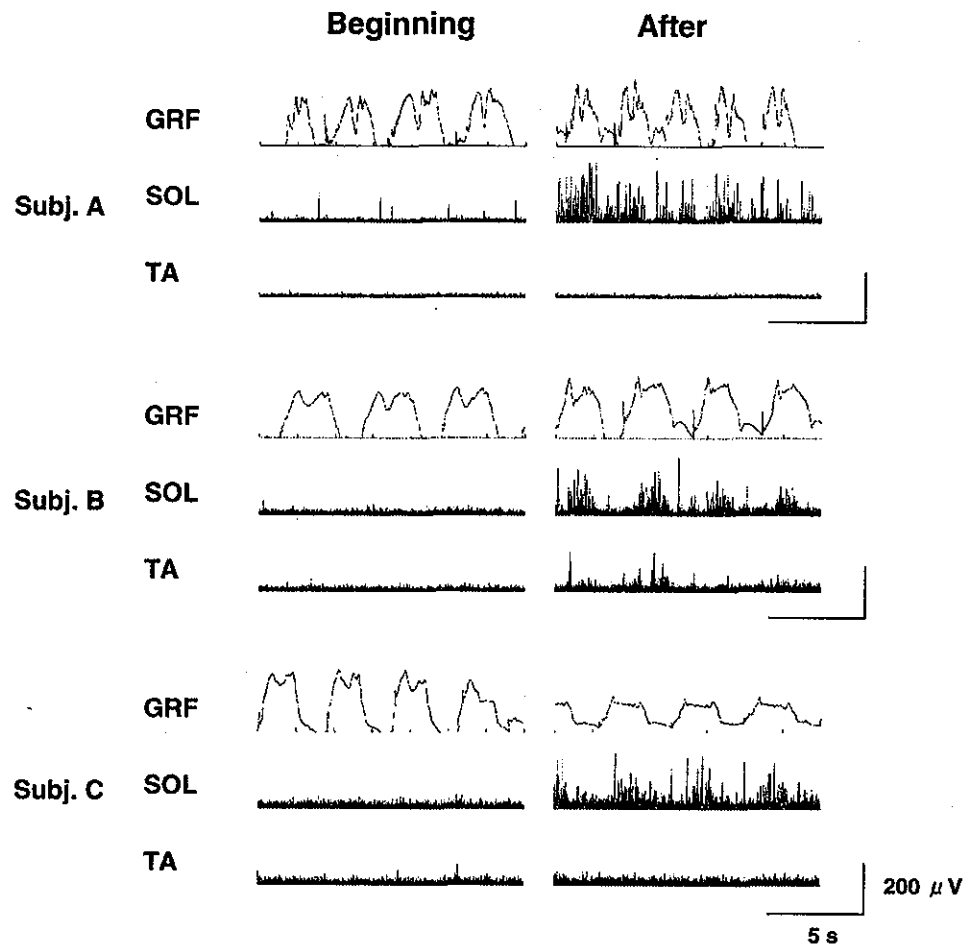 Beginning After
GRF
Subj. A SOL
TA
GRF
Subj. B SOL
TA
GRF
Subj. C SOL
TA
200 μV
5 s